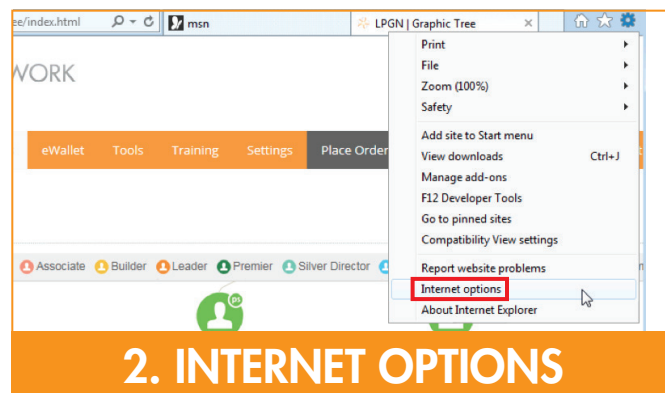 ee/index.html
msn
LPGN | Graphic Tree
Print
File
Zoom (100%)
Safety
Add site to Start menu
View downloads Ctrl+J
Manage add-ons
F12 Developer Tools
Go to pinned sites
Compatibility View settings
Report website problems
Internet options
About Internet Explorer
WORK
eWallet Tools Training Settings Place Order
Associate Builder Leader Premier Silver Director
ps
2. INTERNET OPTIONS